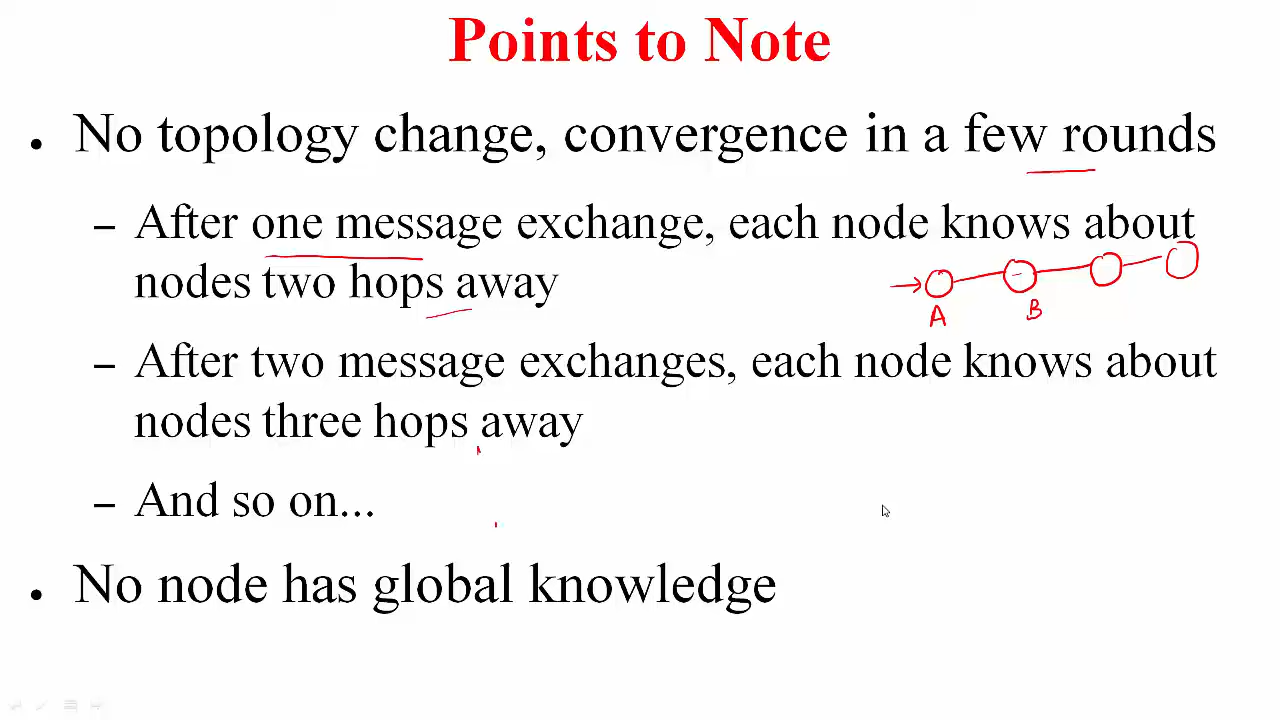 Points to Note
• No topology change, convergence in a few rounds
– After one message exchange, each node knows about
nodes two hops away
A B
– After two message exchanges, each node knows about
nodes three hops away
– And so on...
• No node has global knowledge